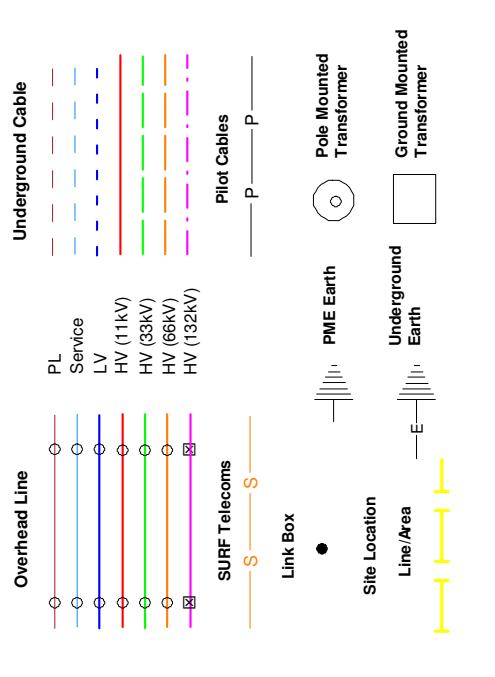 Overhead Line
Underground Cable
PL
Service
LV
HV (11kV)
HV (33kV)
HV (66kV)
HV (132kV)
SURF Telecoms
Pilot Cables
S
S
P
P
Link Box
PME Earth
Pole Mounted
Transformer
Site Location
Line/Area
Underground
Earth
E
Ground Mounted
Transformer